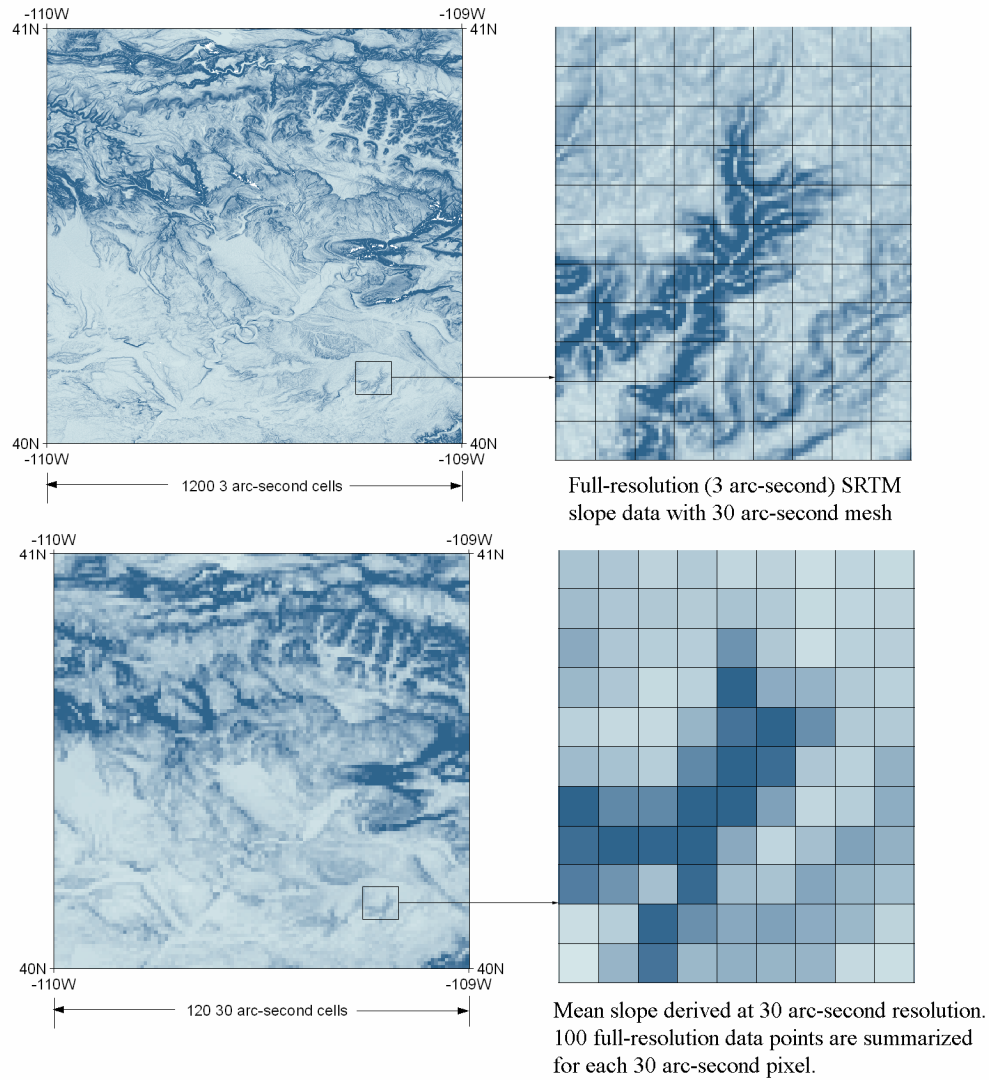 -110W -109W
41N 41N
40N 40N
-110W -109W
1200 3 arc-second cells
Full-resolution (3 arc-second) SRTM
slope data with 30 arc-second mesh
-110W -109W
41N 41N
40N 40N
-110W -109W
120 30 arc-second cells
Mean slope derived at 30 arc-second resolution.
100 full-resolution data points are summarized
for each 30 arc-second pixel.